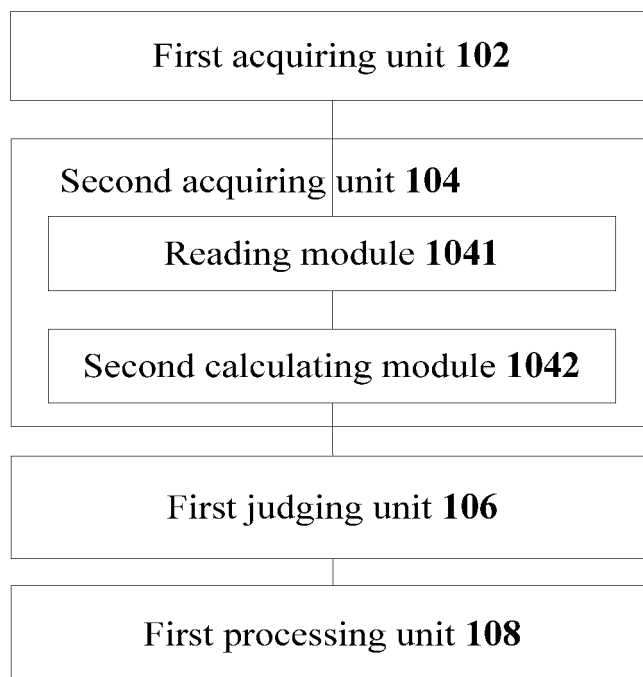 First acquiring unit 102
Second acquiring unit 104
Reading module 1041
Second calculating module 1042
First judging unit 106
First processing unit 108